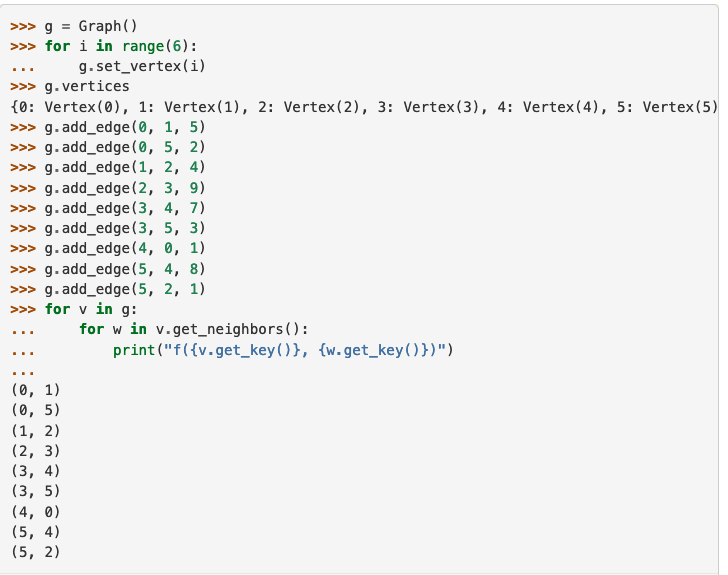 >>> g = Graph()
>>> for i in range(6):
...     g.set_vertex(i)
>>> g.vertices
{0: Vertex(0), 1: Vertex(1), 2: Vertex(2), 3: Vertex(3), 4: Vertex(4), 5: Vertex(5)
>>> g.add_edge(0, 1, 5)
>>> g.add_edge(0, 5, 2)
>>> g.add_edge(1, 2, 4)
>>> g.add_edge(2, 3, 9)
>>> g.add_edge(3, 4, 7)
>>> g.add_edge(3, 5, 3)
>>> g.add_edge(4, 0, 1)
>>> g.add_edge(5, 4, 8)
>>> g.add_edge(5, 2, 1)
>>> for v in g:
...     for w in v.get_neighbors():
...         print("f({v.get_key()}, {w.get_key()})")
...
(0, 1)
(0, 5)
(1, 2)
(2, 3)
(3, 4)
(3, 5)
(4, 0)
(5, 4)
(5, 2)